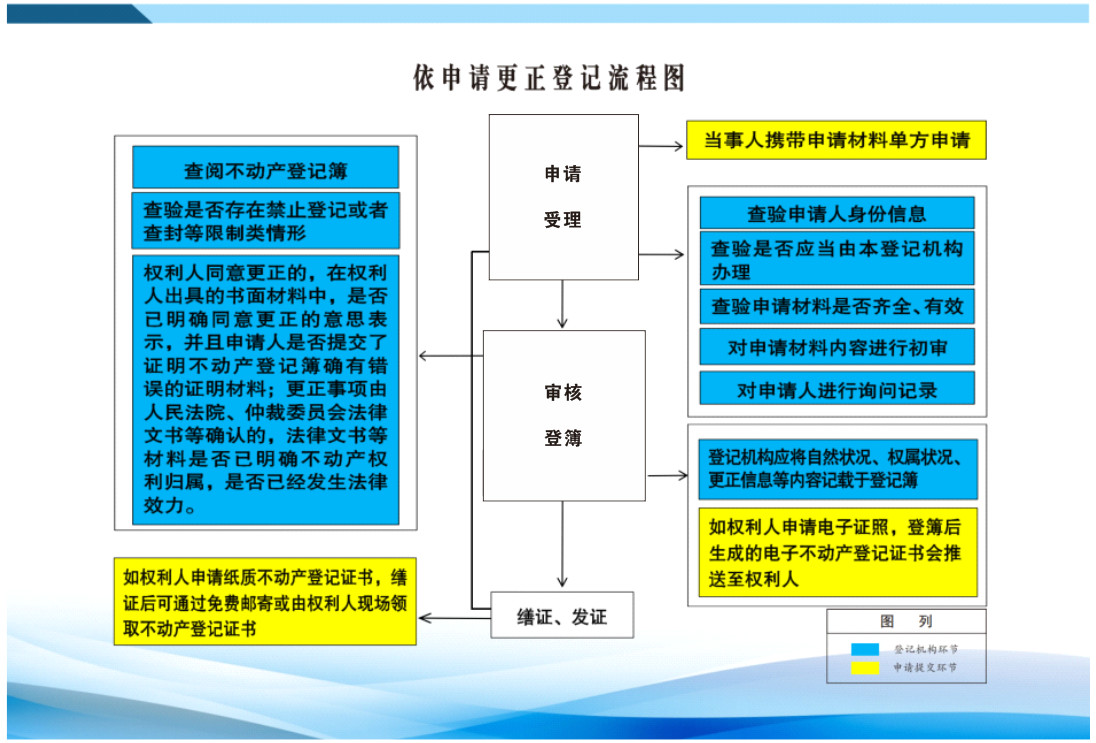 依申请更正登记流程图
申请
受理
当事人携带申请材料单方申请
查验申请人身份信息
查验是否应当由本登记机构
办理
查验申请材料是否齐全、有效
对申请材料内容进行初审
对申请人进行询问记录
审核
登簿
查阅不动产登记簿
查验是否存在禁止登记或者
查封等限制类情形
权利人同意更正的，在权利
人出具的书面材料中，是否
已明确同意更正的意思表
示，并且申请人是否提交了
证明不动产登记簿确有错
误的证明材料；更正事项由
人民法院、仲裁委员会法律
文书等确认的，法律文书等
材料是否已明确不动产权
利归属，是否已经发生法律
效力。
登记机构应将自然状况、权属状况、
更正信息等内容记载于登记簿
如权利人申请电子证照，登簿后
生成的电子不动产登记证书会推
送至权利人
缮证、发证
如权利人申请纸质不动产登记证书，缮
证后可通过免费邮寄或由权利人现场领
取不动产登记证书
图 列
登记机构环节
申请提交环节